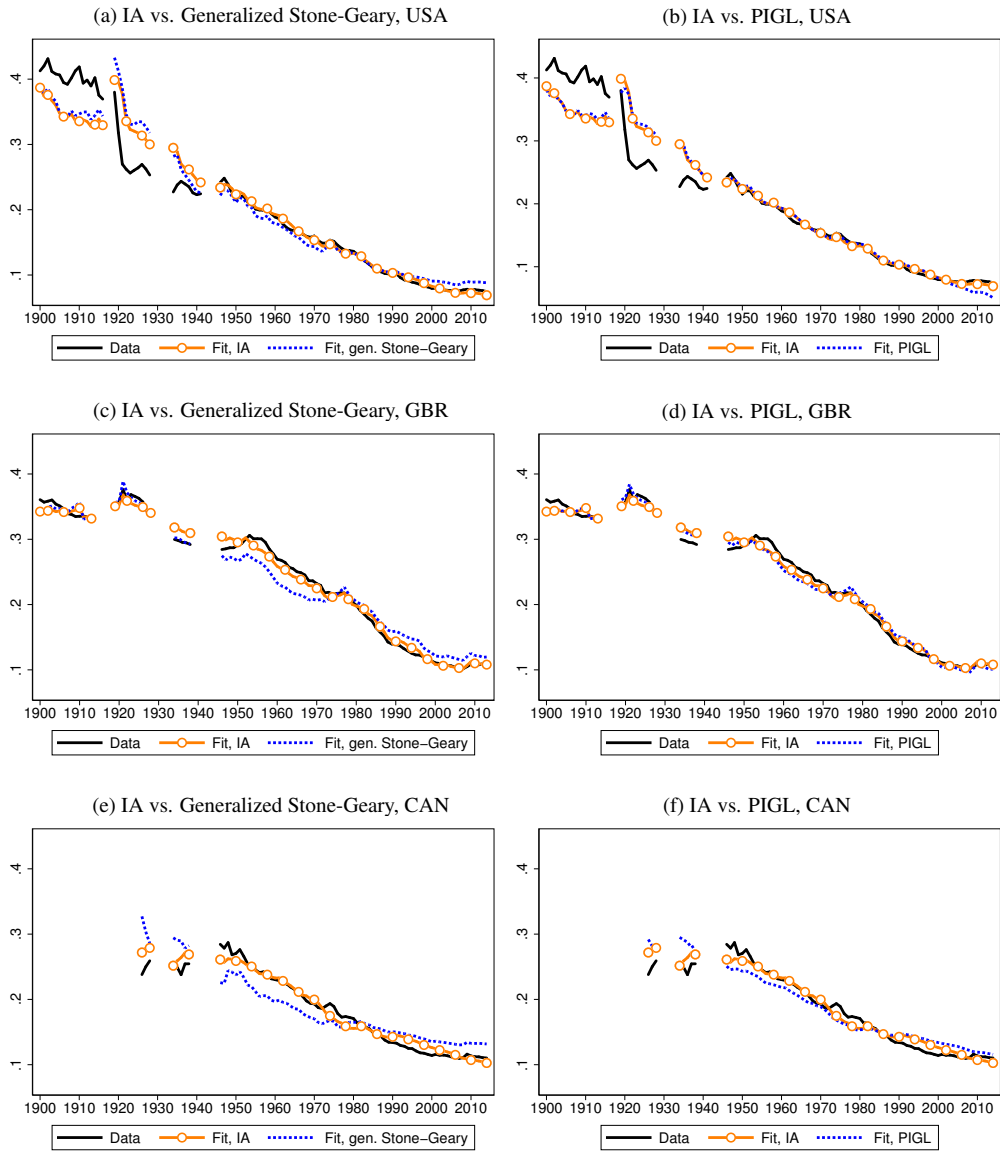 (a) IA vs. Generalized Stone-Geary, USA
.4
.3
.2
.1
1900 1910 1920 1930 1940 1950 1960 1970 1980 1990 2000 2010
Data Fit, IA Fit, gen. Stone-Geary
(b) IA vs. PIGL, USA
.4
.3
.2
.1
1900 1910 1920 1930 1940 1950 1960 1970 1980 1990 2000 2010
Data Fit, IA Fit, PIGL
(c) IA vs. Generalized Stone-Geary, GBR
.4
.3
.2
.1
1900 1910 1920 1930 1940 1950 1960 1970 1980 1990 2000 2010
Data Fit, IA Fit, gen. Stone-Geary
(d) IA vs. PIGL, GBR
.4
.3
.2
.1
1900 1910 1920 1930 1940 1950 1960 1970 1980 1990 2000 2010
Data Fit, IA Fit, PIGL
(e) IA vs. Generalized Stone-Geary, CAN
.4
.3
.2
.1
1900 1910 1920 1930 1940 1950 1960 1970 1980 1990 2000 2010
Data Fit, IA Fit, gen. Stone-Geary
(f) IA vs. PIGL, CAN
.4
.3
.2
.1
1900 1910 1920 1930 1940 1950 1960 1970 1980 1990 2000 2010
Data Fit, IA Fit, PIGL